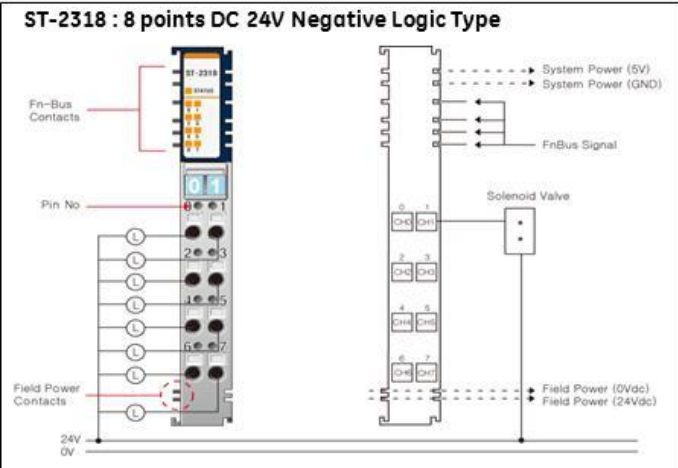 ST-2318 : 8 points DC 24V Negative Logic Type
Fn-Bus
Contacts
ST-2318
STATUS
0 1
Pin No
0 1
2 3
4 5
6 7
L
L
L
L
L
L
L
L
Field Power
Contacts
24V
0V
System Power (5V)
System Power (GND)
FnBus Signal
Solenoid Valve
0 1
CH0 CH1
2 3
CH2 CH3
4 5
CH4 CH5
6 7
CH6 CH7
Field Power (0Vdc)
Field Power (24Vdc)